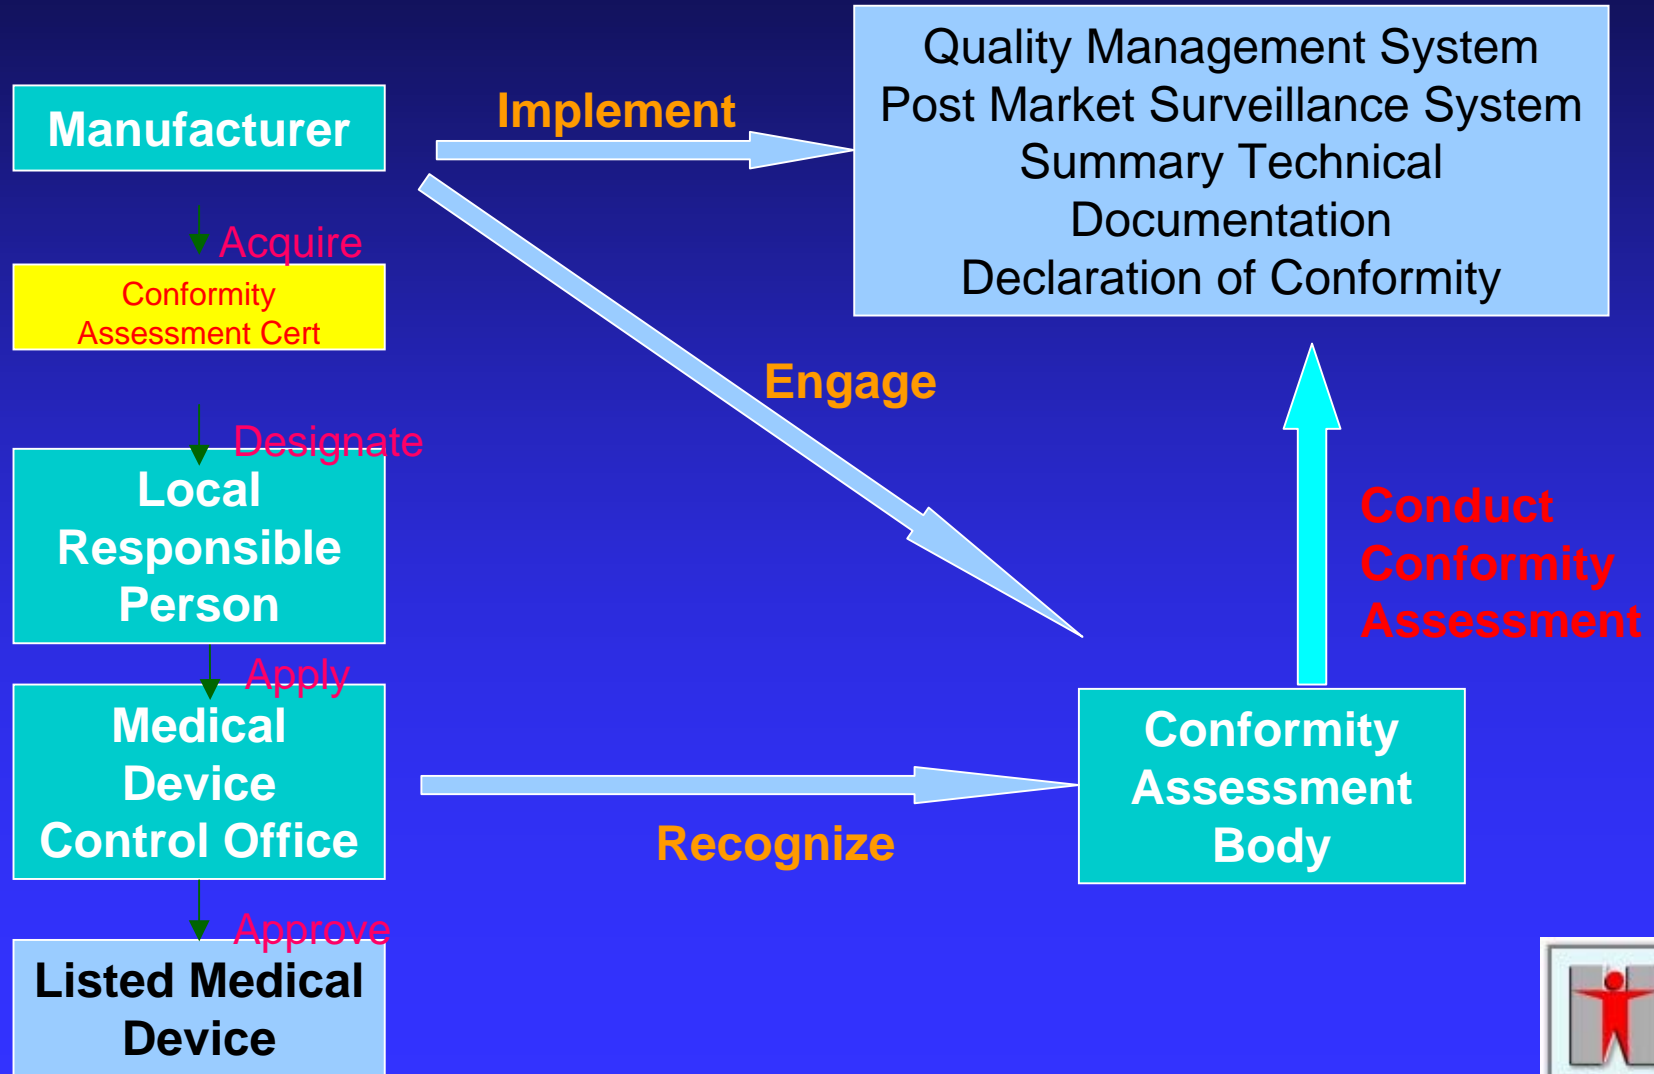 Manufacturer
Implement
Quality Management System
Post Market Surveillance System
Summary Technical
Documentation
Declaration of Conformity
Acquire
Conformity
Assessment Cert
Engage
Designate
Local
Responsible
Person
Conduct
Conformity
Assessment
Apply
Medical
Device
Control Office
Recognize
Conformity
Assessment
Body
Approve
Listed Medical
Device